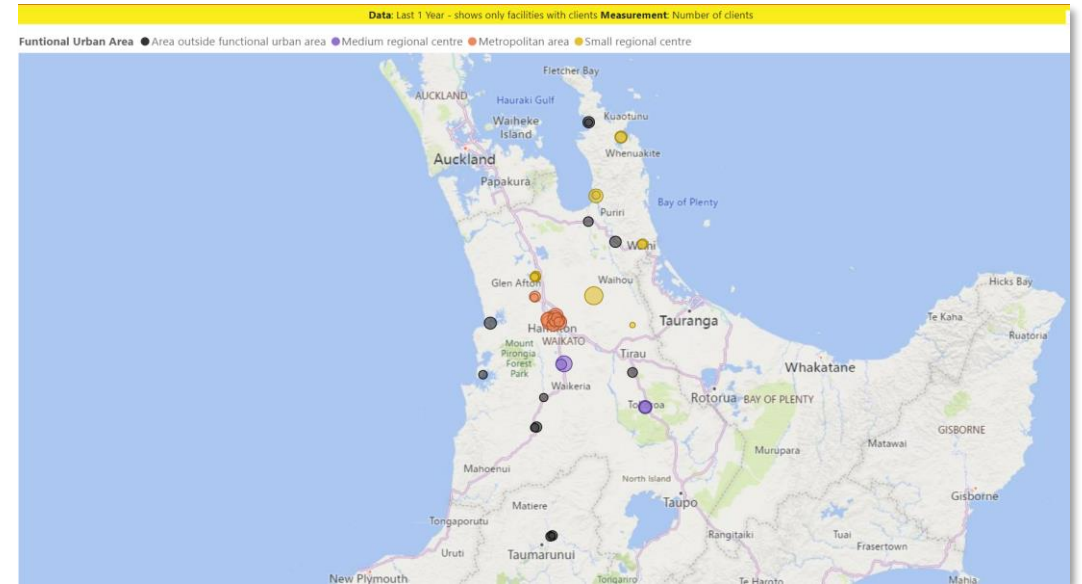 Data: Last 1 Year - shows only facilities with clients Measurement: Number of clients
Funtional Urban Area Area outside functional urban area Medium regional centre Metropolitan area Small regional centre
Fletcher Bay
AUCKLAND
Hauraki Gulf
Waiheke
Island
Kuaotunu
Whenuakite
Auckland
Papakura
Bay of Plenty
Puriri
Waihi
Glen Afton
Waihou
Hicks Bay
Te Kaha
Ruatoria
Hamilton
Tauranga
Mount
Pirongia
Forest
Park
WAIKATO
Tirau
Whakatane
Waikeria
Rotorua
BAY OF PLENTY
GISBORNE
Matawai
Murupara
Mahoenui
North Island
Taupo
Gisborne
Matiere
Tongaporutu
Rangitaiki
Tuai
Frasertown
Uruti
Taumarunui
New Plymouth
Tongariro
Te Haroto
Mahia